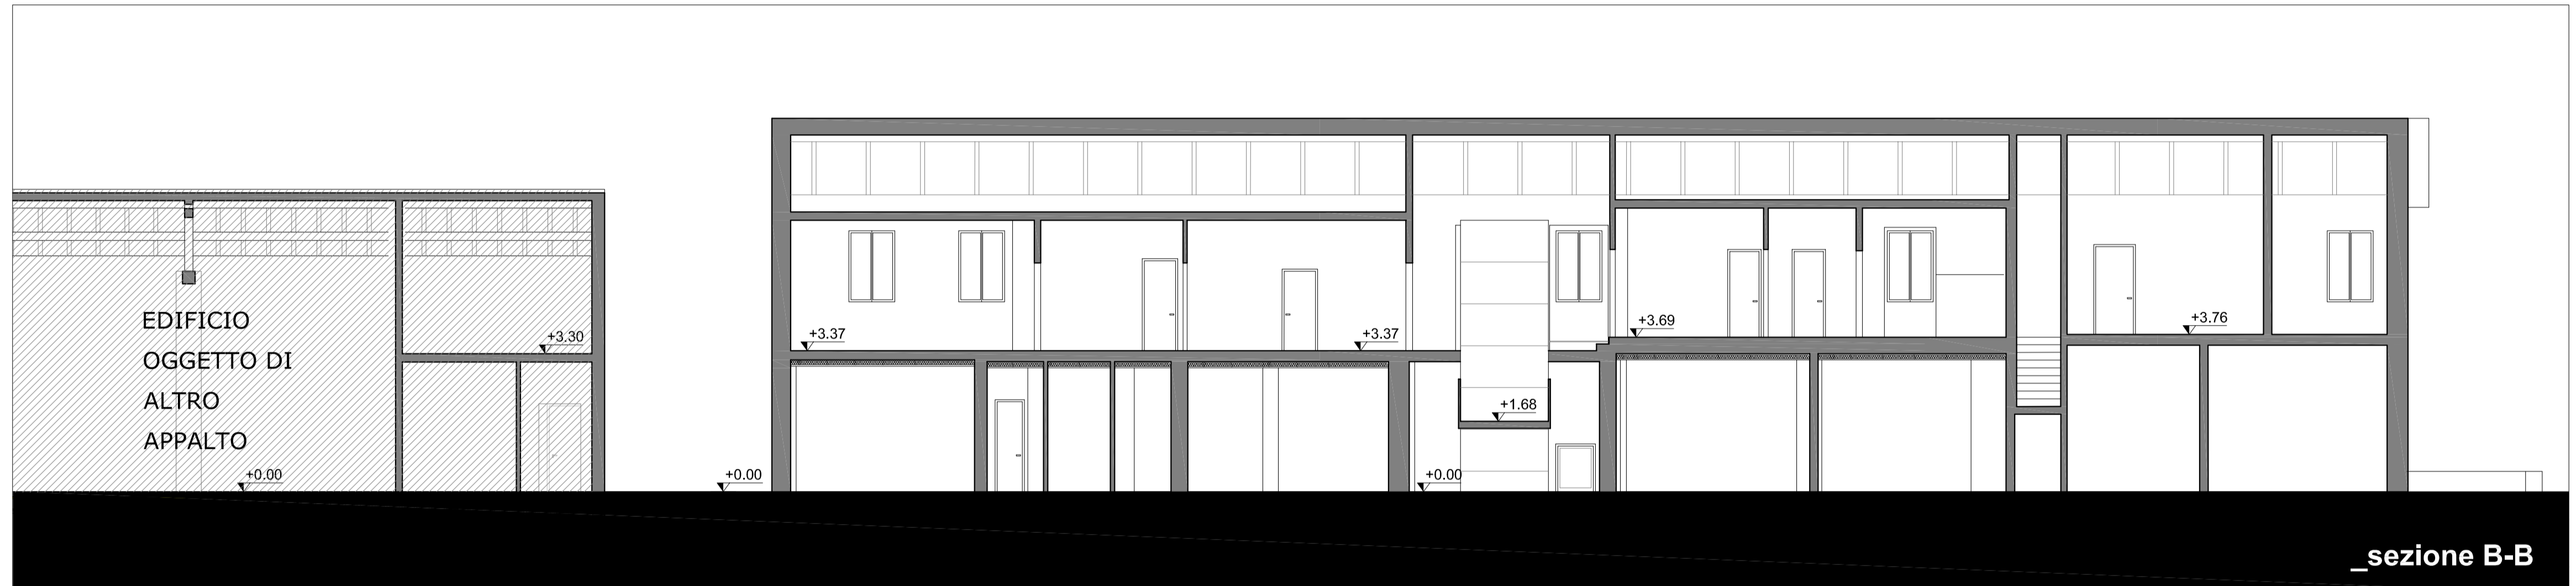 EDIFICIO
OGGETTO DI
ALTRO
APPALTO
+0.00
+3.30
+0.00
+3.37
+3.37
+0.00
+1.68
+3.69
+3.76
_sezione B-B